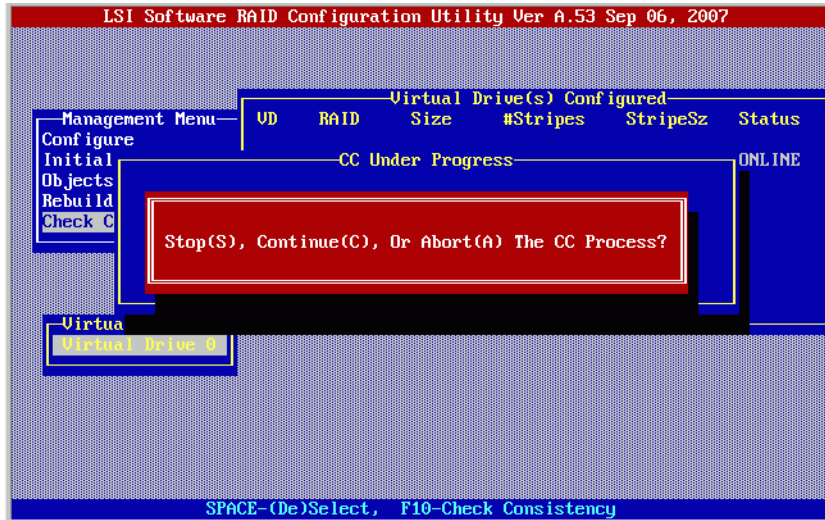 LSI Software RAID Configuration Utility Ver A.53 Sep 06, 2007
Virtual Drive(s) Configured
Management Menu
VD RAID Size #Stripes StripeSz Status
Configure
Initial
CC Under Progress
ONLINE
Objects
Rebuild
Check C
Stop(S), Continue(C), Or Abort(A) The CC Process?
Virtua
Virtual Drive 0
SPACE-(De)Select, F10-Check Consistency